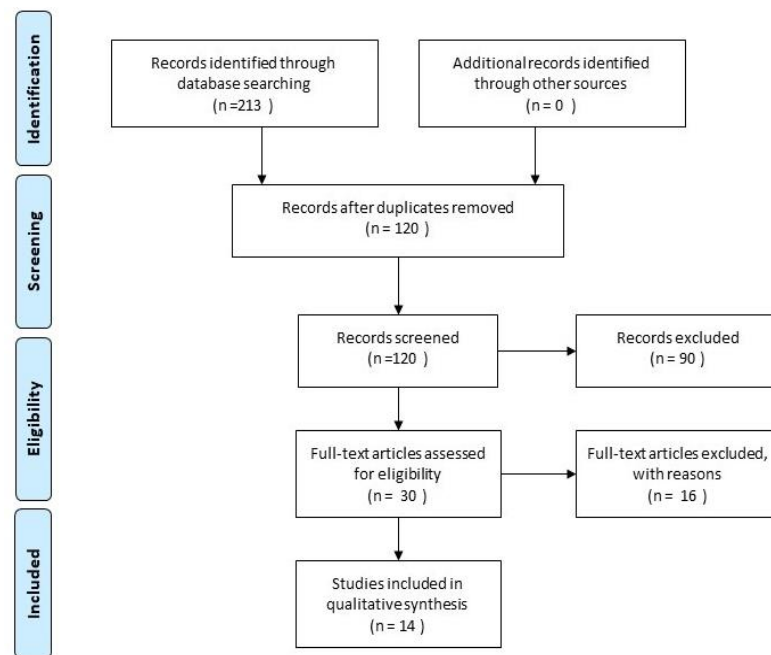 Identification
Records identified through
database searching
(n =213  )
Additional records identified
through other sources
(n =  0  )
Screening
Records after duplicates removed
(n =  120  )
Records screened
(n =120  )
Records excluded
(n =  90 )
Eligibility
Full-text articles assessed
for eligibility
(n =  30 )
Full-text articles excluded,
with reasons
(n =  16 )
Included
Studies included in
qualitative synthesis
(n = 14  )